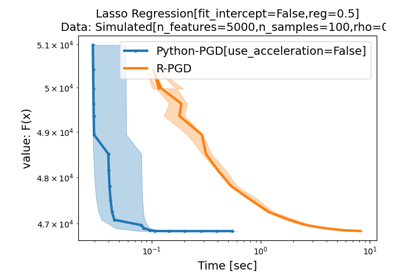 Lasso Regression[fit_intercept=False,reg=0.5]
Data: Simulated[n_features=5000,n_samples=100,rho=0
Python-PGD[use_acceleration=False]
R-PGD
value: F(x)
5.1 × 10⁴
5 × 10⁴
4.9 × 10⁴
4.8 × 10⁴
4.7 × 10⁴
10⁻¹ 10⁰ 10¹
Time [sec]